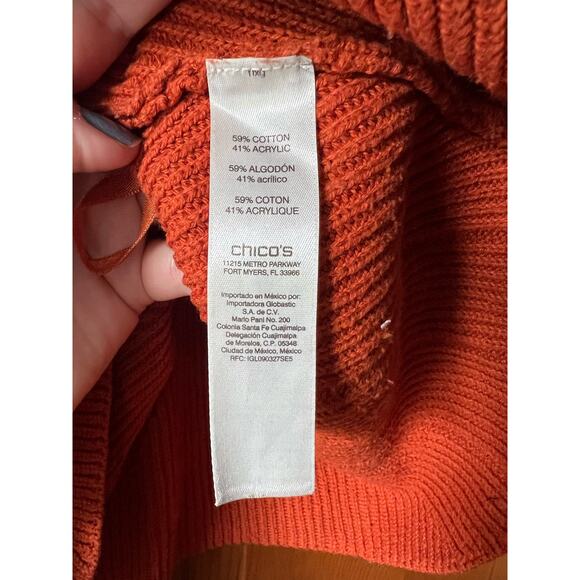 59% COTTON
41% ACRYLIC
59% ALGODÓN
41% acrílico
59% COTON
41% ACRYLIQUE
chico's
11215 METRO PARKWAY
FORT MYERS, FL 33966
Importado en México por:
Importadora Globastic
S.A. de C.V.
Mario Pani No. 200
Colonia Santa Fe Cuajimalpa
Delegación Cuajimalpa
de Morelos, C.P. 05348
Ciudad de México, México
RFC: IGL090327SE5